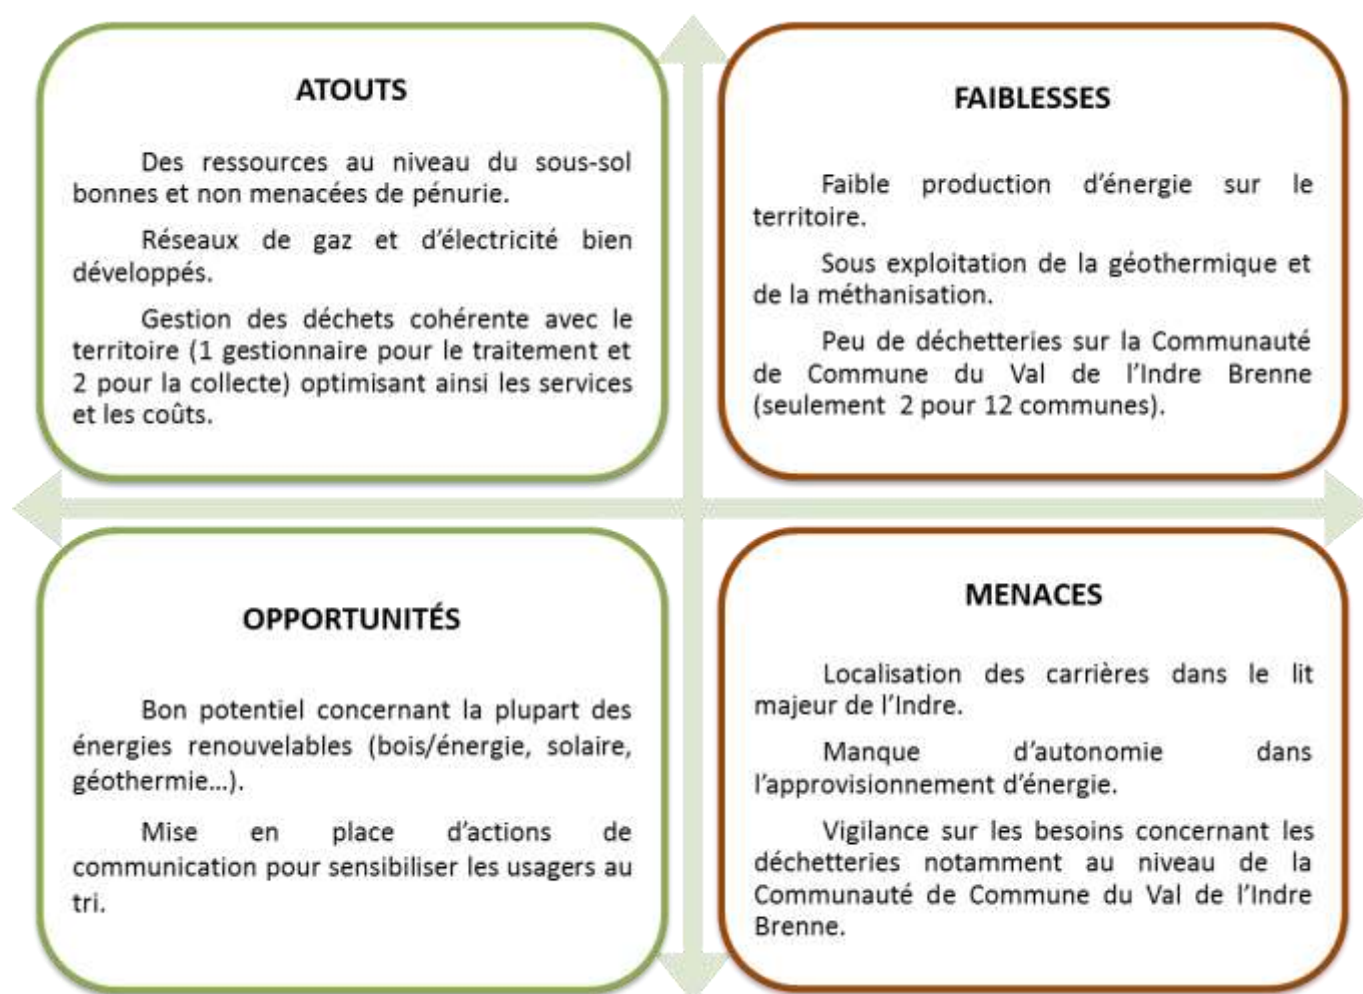 ATOUTS
Des ressources au niveau du sous-sol
bonnes et non menacées de pénurie.
Réseaux de gaz et d’électricité bien
développés.
Gestion des déchets cohérente avec le
territoire (1 gestionnaire pour le traitement et
2 pour la collecte) optimisant ainsi les services
et les coûts.
FAIBLESSES
Faible production d’énergie sur le
territoire.
Sous exploitation de la géothermique et
de la méthanisation.
Peu de déchetteries sur la Communauté
de Commune du Val de l’Indre Brenne
(seulement 2 pour 12 communes).
OPPORTUNITÉS
Bon potentiel concernant la plupart des
énergies renouvelables (bois/énergie, solaire,
géothermie…).
Mise en place d’actions de
communication pour sensibiliser les usagers au
tri.
MENACES
Localisation des carrières dans le lit
majeur de l’Indre.
Manque d’autonomie dans
l’approvisionnement d’énergie.
Vigilance sur les besoins concernant les
déchetteries notamment au niveau de la
Communauté de Commune du Val de l’Indre
Brenne.